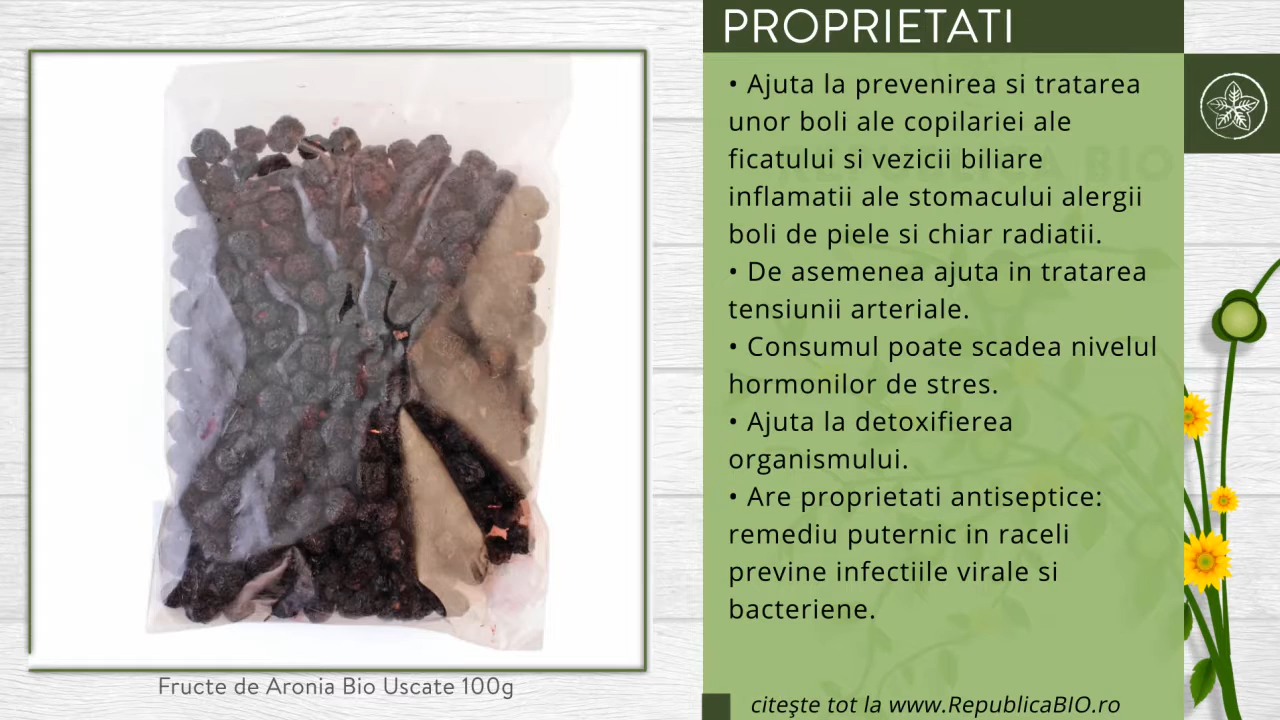 PROPRIETATI
• Ajuta la prevenirea si tratarea
unor boli ale copilariei ale
ficatului si vezicii biliare
inflamatii ale stomacului alergii
boli de piele si chiar radiatii.
• De asemenea ajuta in tratarea
tensiunii arteriale.
• Consumul poate scadea nivelul
hormonilor de stres.
• Ajuta la detoxifierea
organismului.
• Are proprietati antiseptice:
remediu puternic in raceli
previne infectiile virale si
bacteriene.
Fructe de Aronia Bio Uscate 100g
citește tot la www.RepublicaBIO.ro